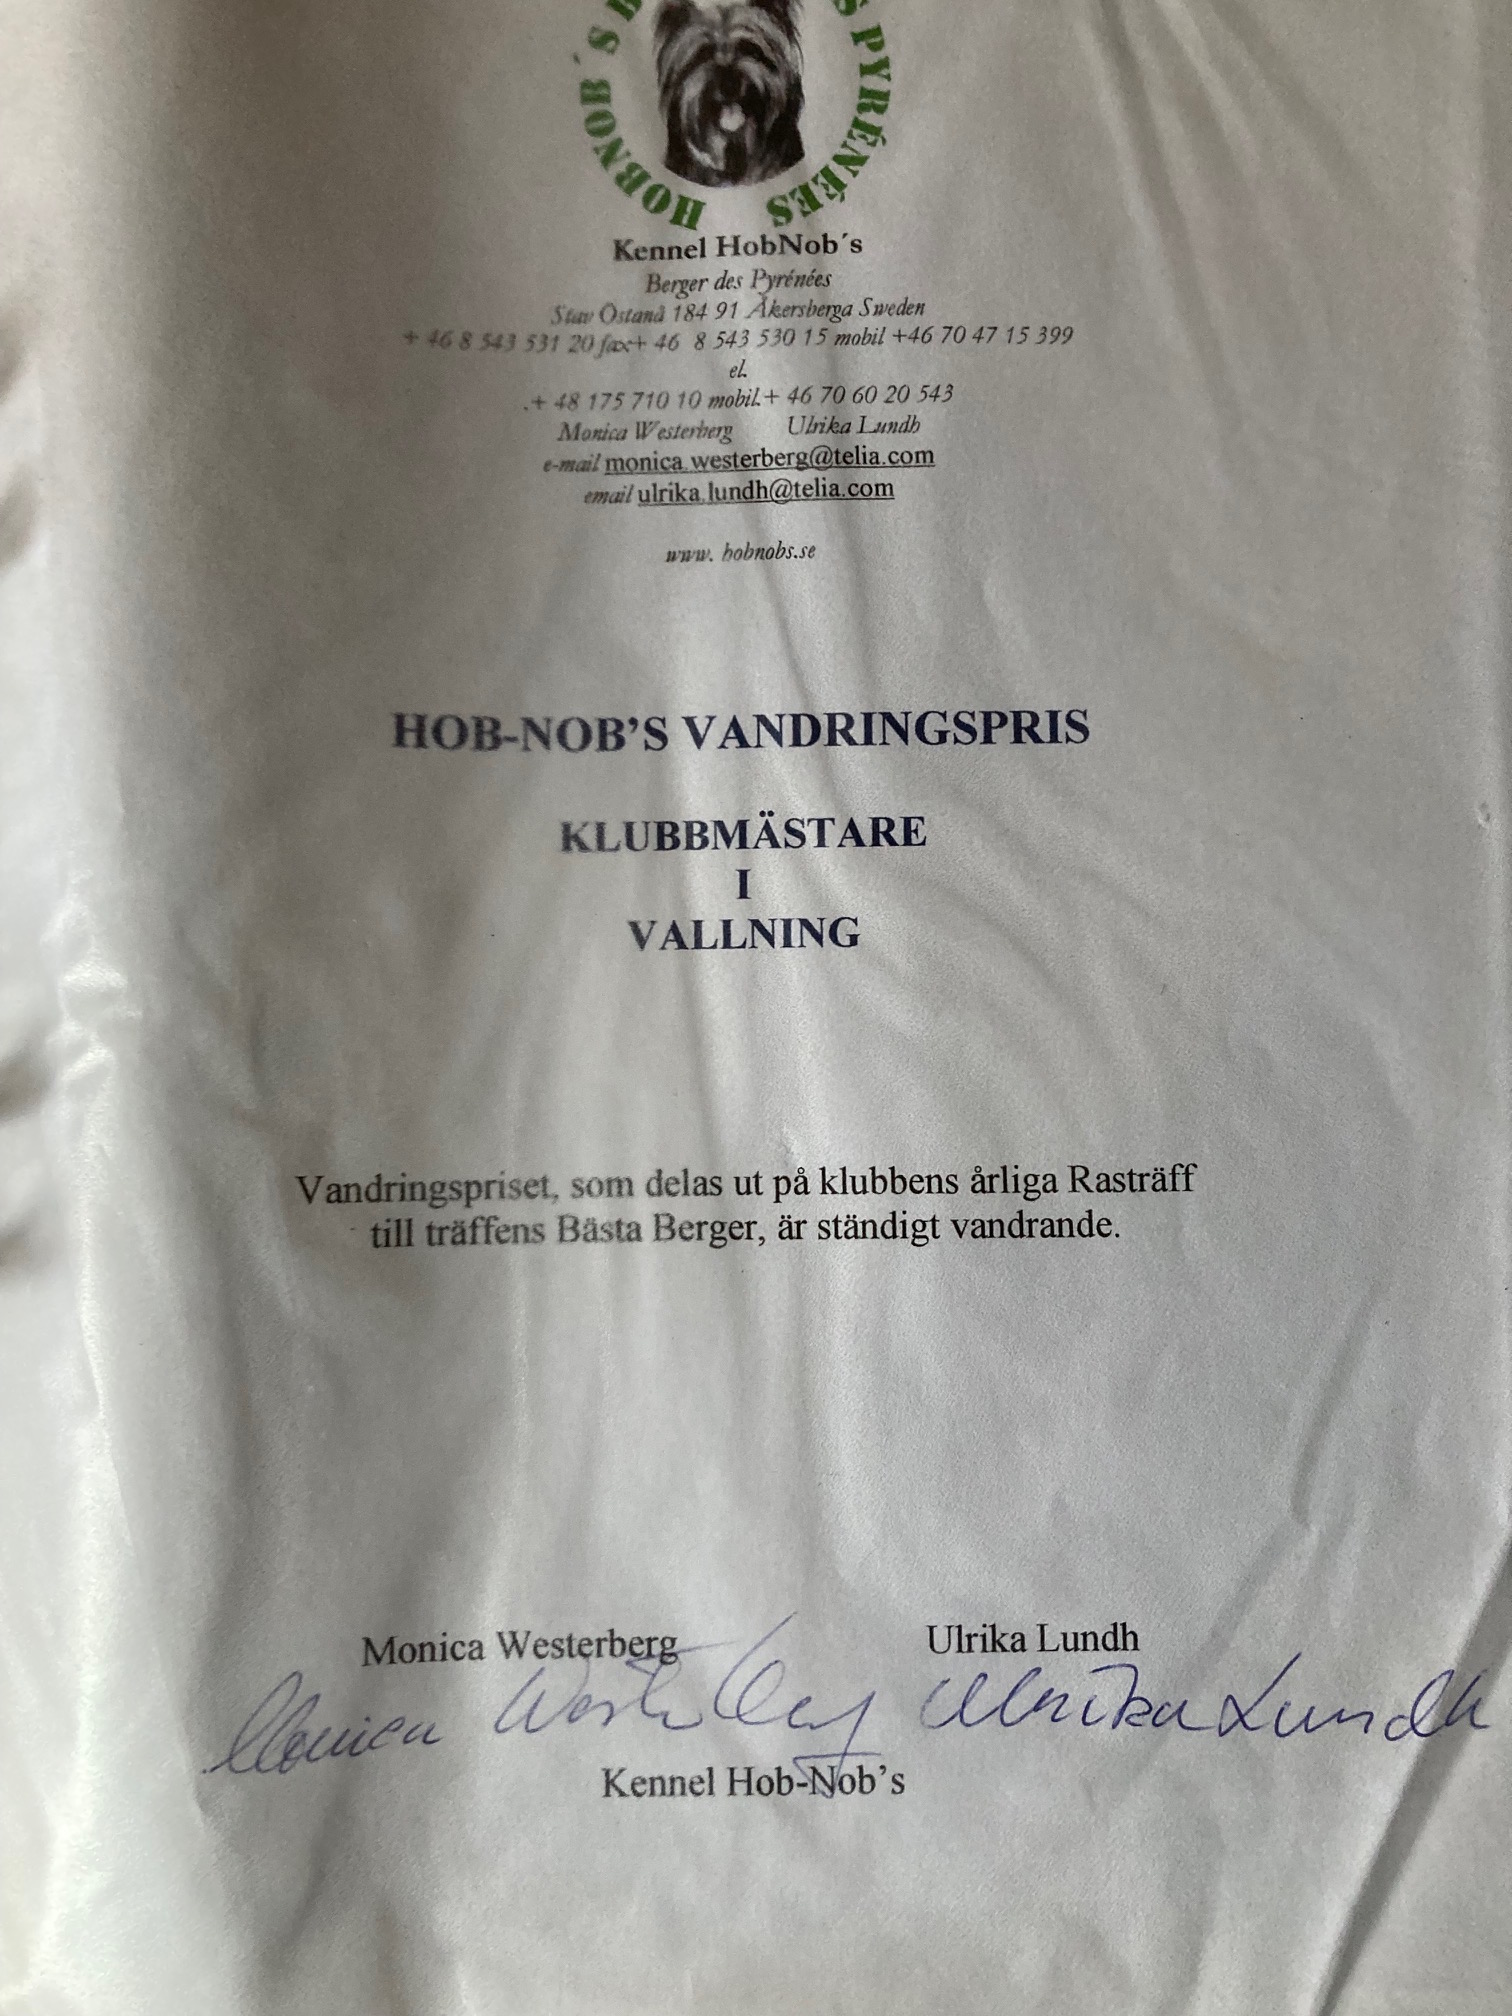 HOBNOB´S B S PYRÉNÉES
Kennel HobNob´s
Berger des Pyrénées
Stav Östanå 184 91 Åkersberga Sweden
+ 46 8 543 531 20 fax+ 46 8 543 530 15 mobil +46 70 47 15 399
el.
.+ 48 175 710 10 mobil.+ 46 70 60 20 543
Monica Westerberg Ulrika Lundh
e-mail monica.westerberg@telia.com
email ulrika.lundh@telia.com
www. hobnobs.se
HOB-NOB’S VANDRINGSPRIS
KLUBBMÄSTARE
I
VALLNING
Vandringspriset, som delas ut på klubbens årliga Rasträff
till träffens Bästa Berger, är ständigt vandrande.
Monica Westerberg Ulrika Lundh
Monica Westerberg Ulrika Lundh
Kennel Hob-Nob’s